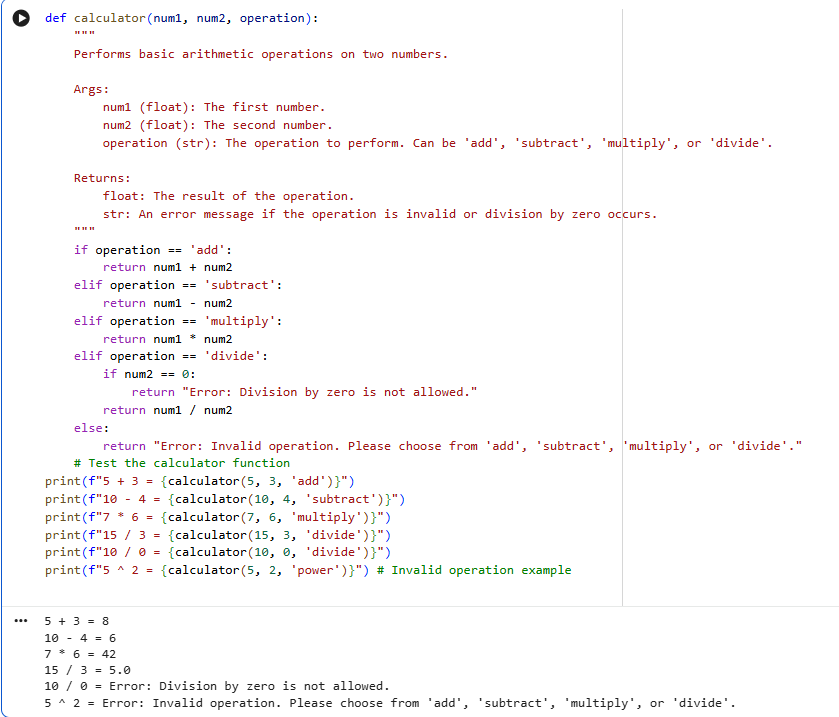 def calculator(num1, num2, operation):
    """
    Performs basic arithmetic operations on two numbers.

    Args:
        num1 (float): The first number.
        num2 (float): The second number.
        operation (str): The operation to perform. Can be 'add', 'subtract', 'multiply', or 'divide'.

    Returns:
        float: The result of the operation.
        str: An error message if the operation is invalid or division by zero occurs.
    """
    if operation == 'add':
        return num1 + num2
    elif operation == 'subtract':
        return num1 - num2
    elif operation == 'multiply':
        return num1 * num2
    elif operation == 'divide':
        if num2 == 0:
            return "Error: Division by zero is not allowed."
        return num1 / num2
    else:
        return "Error: Invalid operation. Please choose from 'add', 'subtract', 'multiply', or 'divide'."
    # Test the calculator function
print(f"5 + 3 = {calculator(5, 3, 'add')}")
print(f"10 - 4 = {calculator(10, 4, 'subtract')}")
print(f"7 * 6 = {calculator(7, 6, 'multiply')}")
print(f"15 / 3 = {calculator(15, 3, 'divide')}")
print(f"10 / 0 = {calculator(10, 0, 'divide')}")
print(f"5 ^ 2 = {calculator(5, 2, 'power')}") # Invalid operation example

5 + 3 = 8
10 - 4 = 6
7 * 6 = 42
15 / 3 = 5.0
10 / 0 = Error: Division by zero is not allowed.
5 ^ 2 = Error: Invalid operation. Please choose from 'add', 'subtract', 'multiply', or 'divide'.